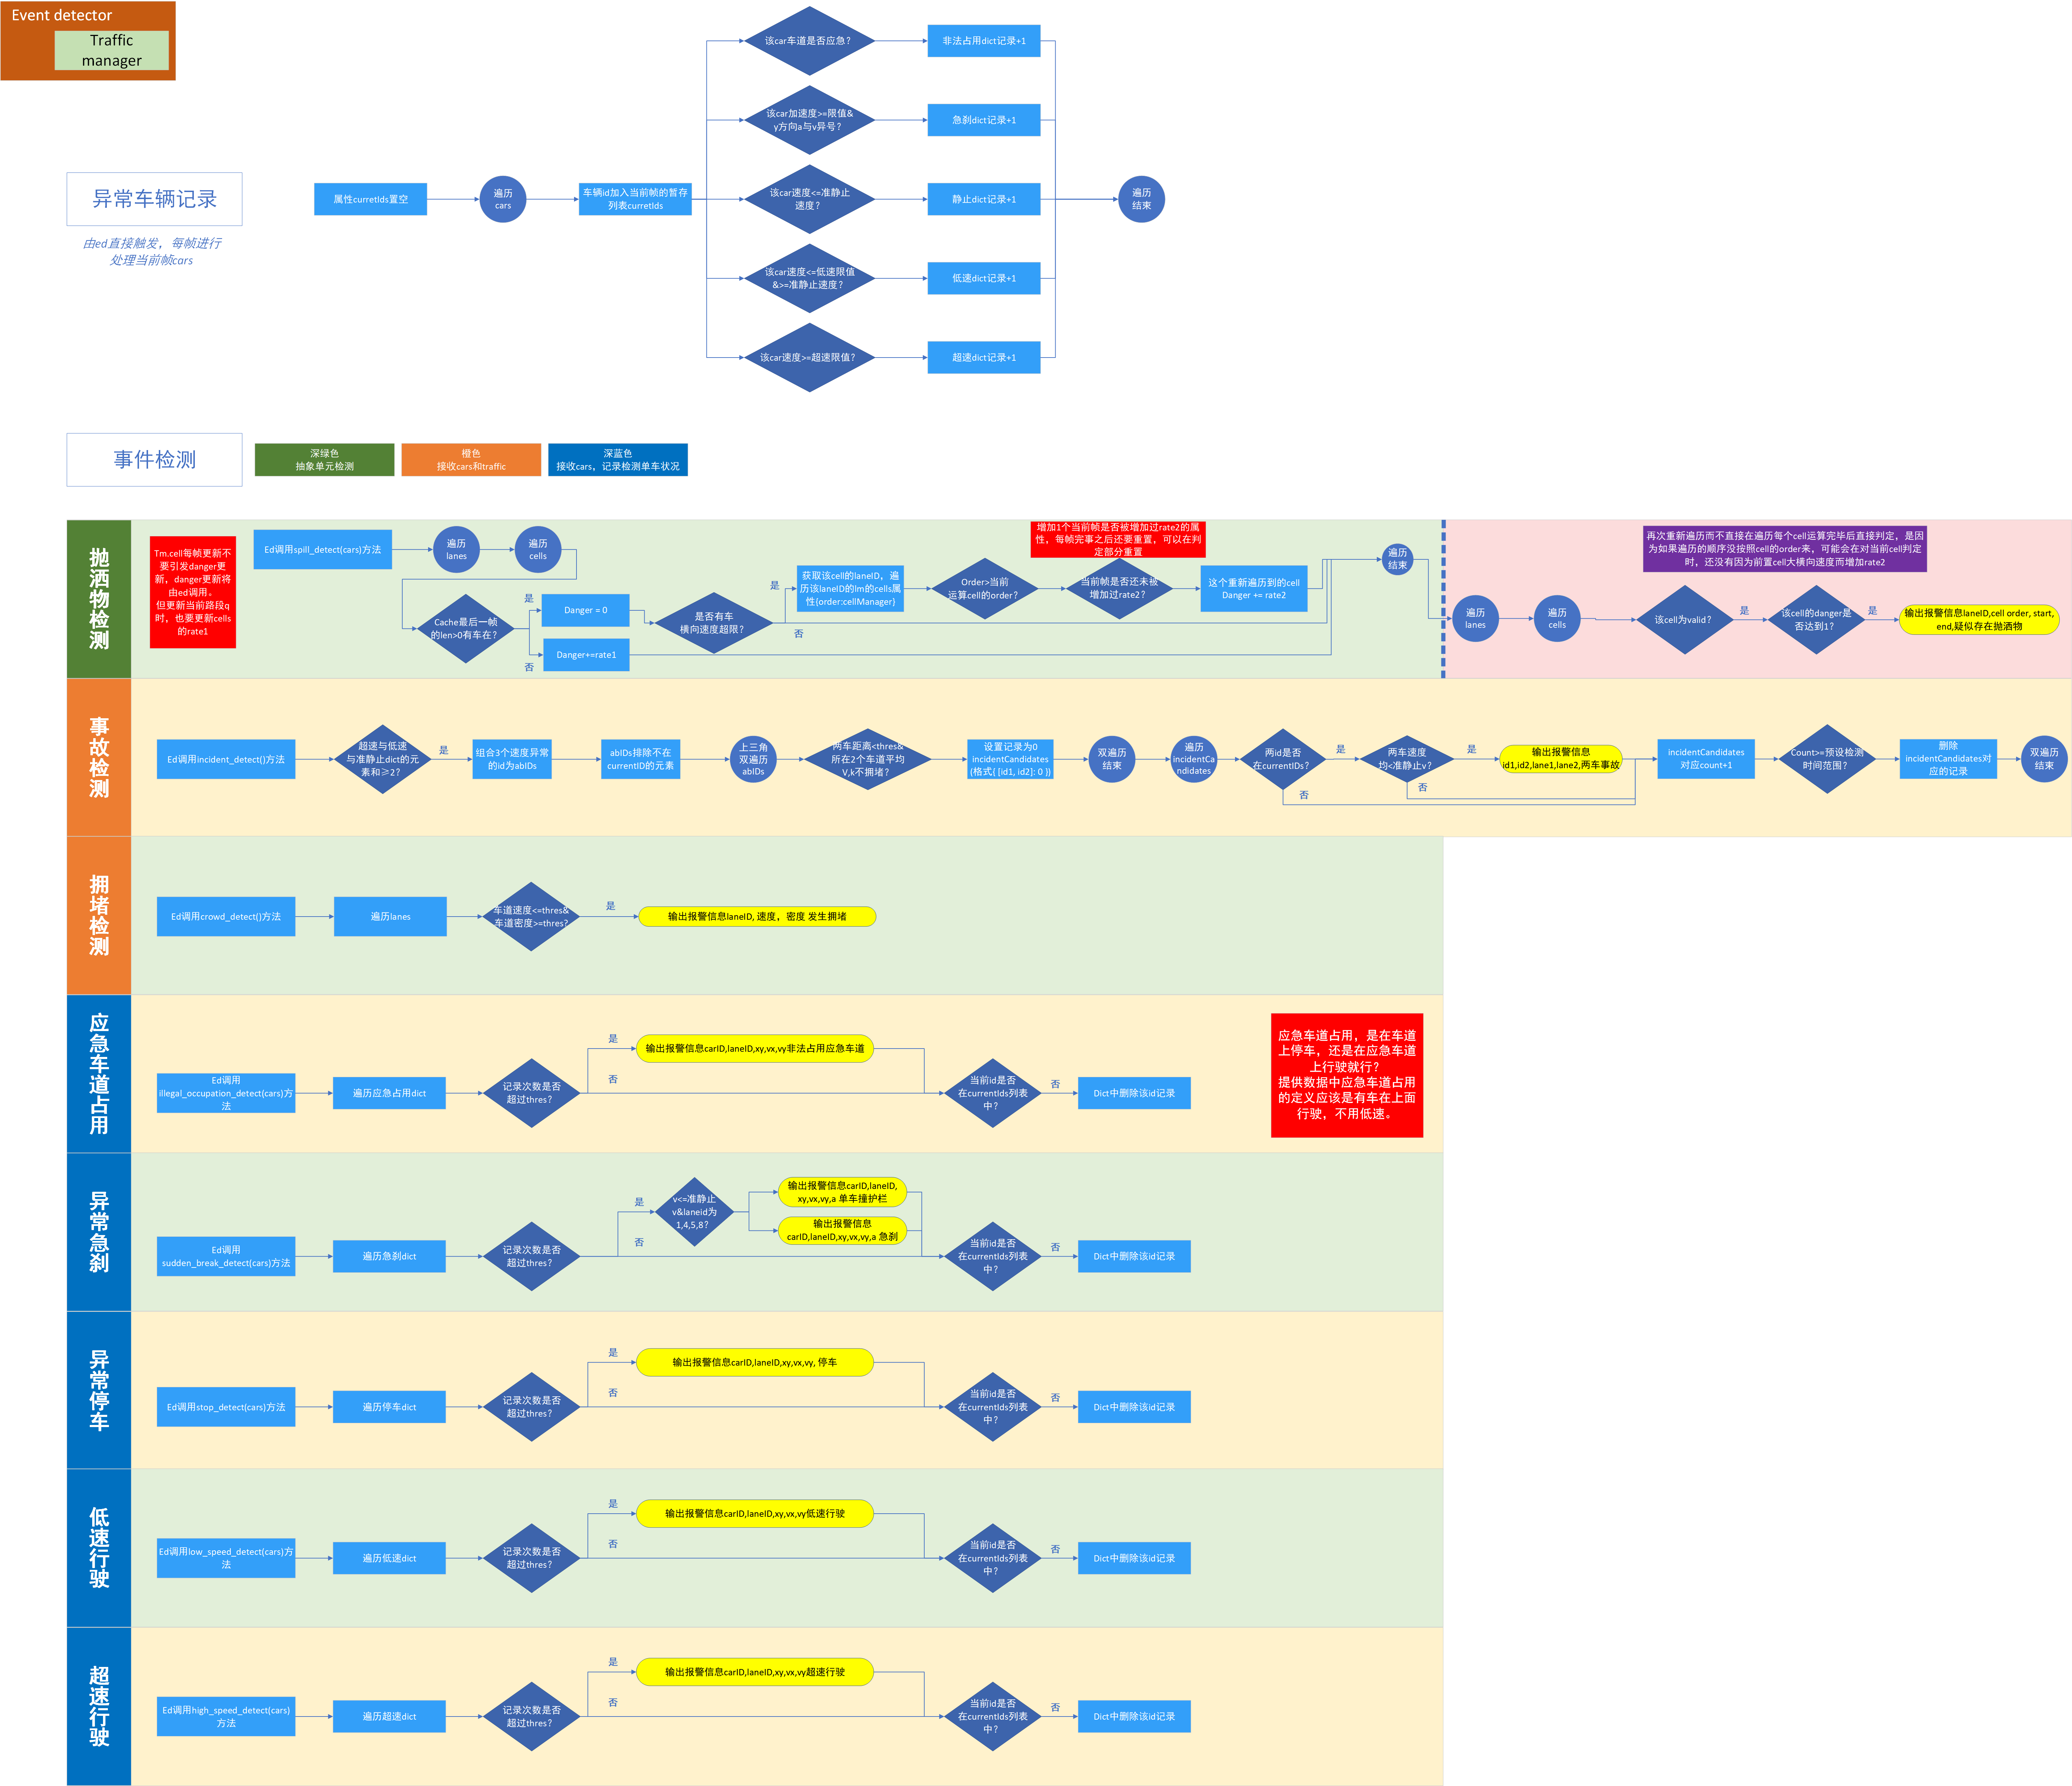 Event detector
Traffic
manager
异常车辆记录
由ed直接触发，每帧进行
处理当前帧cars
属性curretIds置空
遍历
cars
车辆id加入当前帧的暂存
列表curretIds
该car车道是否应急？
非法占用dict记录+1
该car加速度>=限值&
y方向a与v异号？
急刹dict记录+1
该car速度<=准静止
速度？
静止dict记录+1
该car速度<=低速限值
&>=准静止速度？
低速dict记录+1
该car速度>=超速限值？
超速dict记录+1
遍历
结束
事件检测
深绿色
抽象单元检测
橙色
接收cars和traffic
深蓝色
接收cars，记录检测单车状况
抛洒物检测
Tm.cell每帧更新不
要引发danger更
新，danger更新将
由ed调用。
但更新当前路段q
时，也要更新cells
的rate1
Ed调用spill_detect(cars)方法
遍历
lanes
遍历
cells
Cache最后一帧
的len>0有车在？
是
否
Danger = 0
Danger+=rate1
是否有车
横向速度超限？
是
否
获取该cell的laneID，遍
历该laneID的lm的cells属
性{order:cellManager}
Order>当前
运算cell的order？
增加1个当前帧是否被增加过rate2的属
性，每帧完事之后还要重置，可以在判
定部分重置
当前帧是否还未被
增加过rate2？
这个重新遍历到的cell
Danger += rate2
遍历
结束
再次重新遍历而不直接在遍历每个cell运算完毕后直接判定，是因
为如果遍历的顺序没按照cell的order来，可能会在对当前cell判定
时，还没有因为前置cell大横向速度而增加rate2
遍历
lanes
遍历
cells
该cell为valid？
是
该cell的danger是
否达到1？
是
输出报警信息laneID,cell order, start,
end,疑似存在抛洒物
事故检测
Ed调用incident_detect()方法
超速与低速
与准静止dict的元
素和≥2？
是
组合3个速度异常
的id为abIDs
abIDs排除不在
currentID的元素
上三角
双遍历
abIDs
两车距离<thres&
所在2个车道平均
V,k不拥堵？
设置记录为0
incidentCandidates
(格式{ [id1, id2]: 0 })
双遍历
结束
遍历
incidentCa
ndidates
两id是否
在currentIDs？
是
否
两车速度
均<准静止v？
是
否
输出报警信息
id1,id2,lane1,lane2,两车事故
incidentCandidates
对应count+1
Count>=预设检测
时间范围？
删除
incidentCandidates对
应的记录
双遍历
结束
拥堵检测
Ed调用crowd_detect()方法
遍历lanes
车道速度<=thres&
车道密度>=thres?
是
输出报警信息laneID, 速度，密度 发生拥堵
应急车道占用
Ed调用
illegal_occupation_detect(cars)方
法
遍历应急占用dict
记录次数是否
超过thres？
是
否
输出报警信息carID,laneID,xy,vx,vy非法占用应急车道
当前id是否
在currentIds列表
中？
否
Dict中删除该id记录
应急车道占用，是在车道
上停车，还是在应急车道
上行驶就行？
提供数据中应急车道占用
的定义应该是有车在上面
行驶，不用低速。
异常急刹
Ed调用
sudden_break_detect(cars)方法
遍历急刹dict
记录次数是否
超过thres？
是
否
v<=准静止
v&laneid为
1,4,5,8?
输出报警信息carID,laneID,
xy,vx,vy,a 单车撞护栏
输出报警信息
carID,laneID,xy,vx,vy,a 急刹
当前id是否
在currentIds列表
中？
否
Dict中删除该id记录
异常停车
Ed调用stop_detect(cars)方法
遍历停车dict
记录次数是否
超过thres？
是
否
输出报警信息carID,laneID,xy,vx,vy, 停车
当前id是否
在currentIds列表
中？
否
Dict中删除该id记录
低速行驶
Ed调用low_speed_detect(cars)方
法
遍历低速dict
记录次数是否
超过thres？
是
否
输出报警信息carID,laneID,xy,vx,vy低速行驶
当前id是否
在currentIds列表
中？
否
Dict中删除该id记录
超速行驶
Ed调用high_speed_detect(cars)
方法
遍历超速dict
记录次数是否
超过thres？
是
否
输出报警信息carID,laneID,xy,vx,vy超速行驶
当前id是否
在currentIds列表
中？
否
Dict中删除该id记录